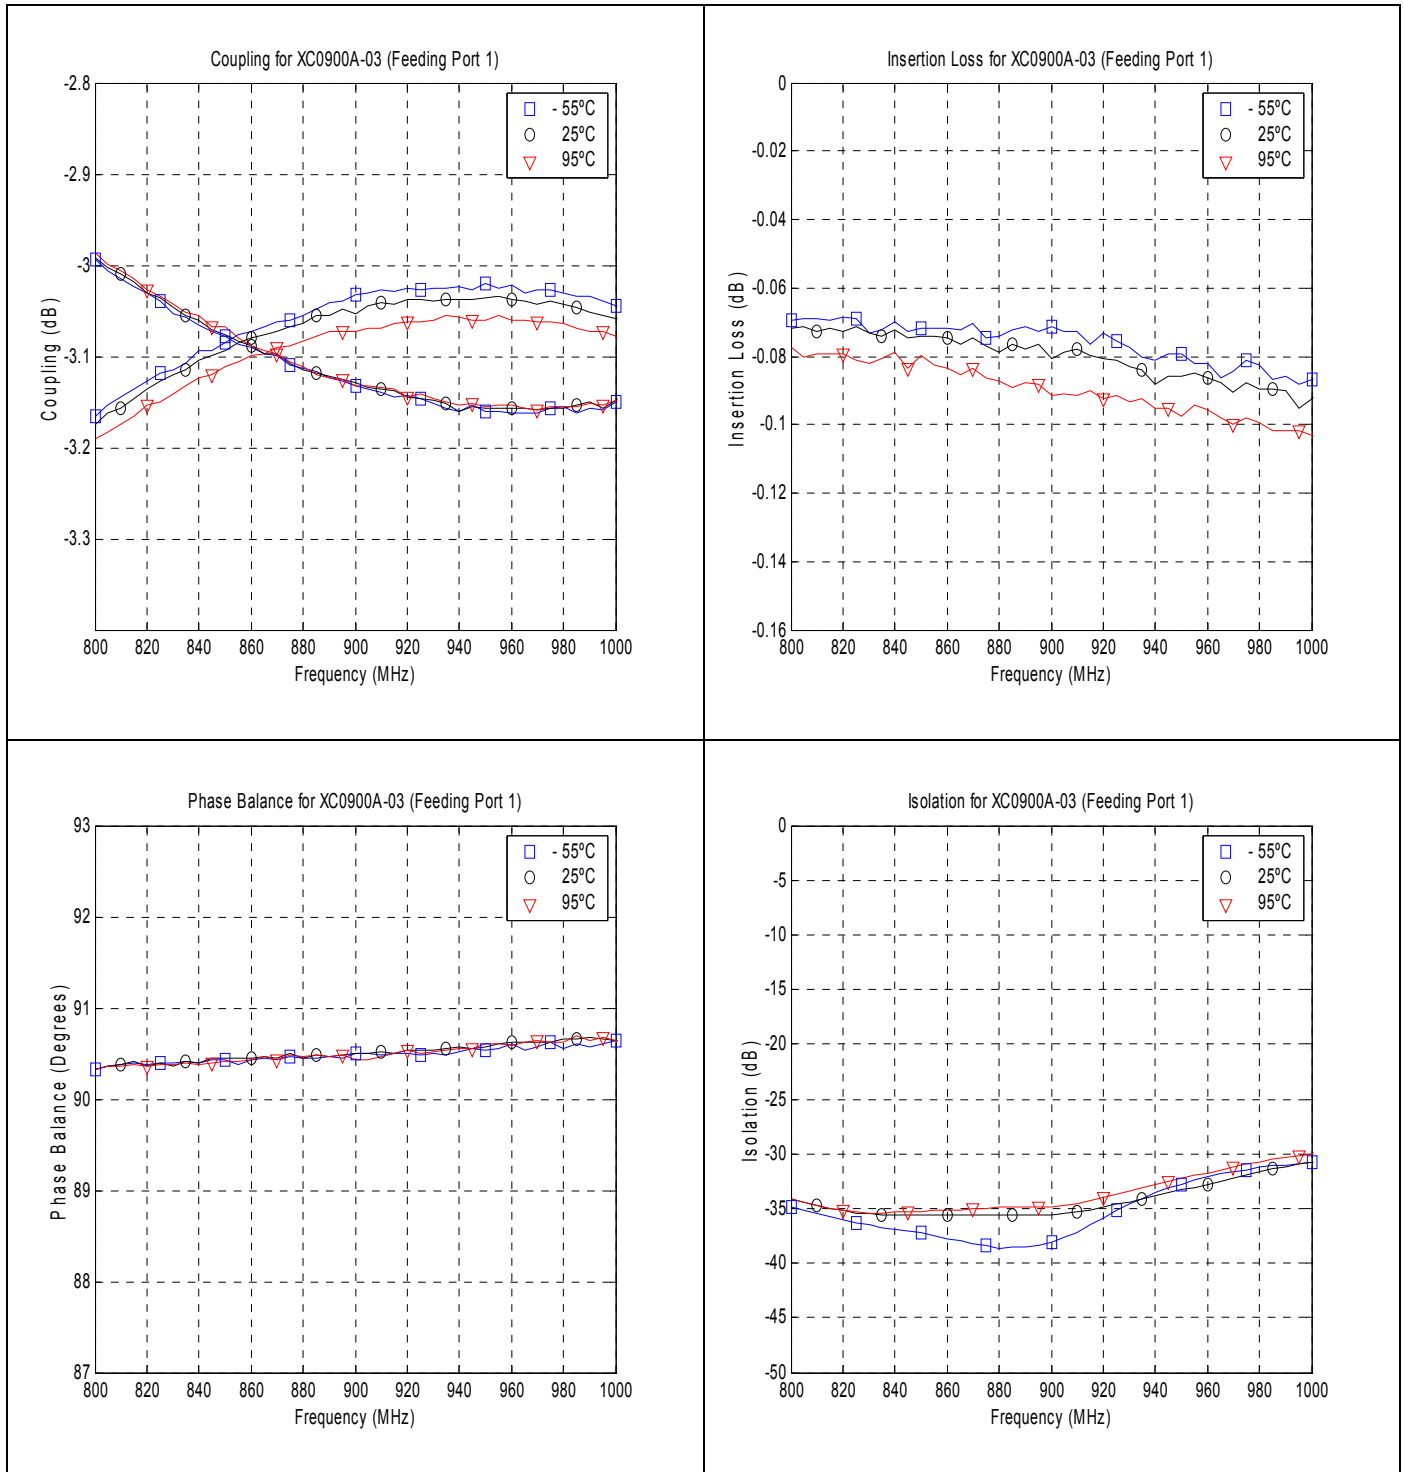 Coupling for XC0900A-03 (Feeding Port 1)
-2.8
-2.9
-3
-3.1
-3.2
-3.3
Coupling (dB)
- 55ºC
25ºC
95ºC
800 820 840 860 880 900 920 940 960 980 1000
Frequency (MHz)
Insertion Loss for XC0900A-03 (Feeding Port 1)
0
-0.02
-0.04
-0.06
-0.08
-0.1
-0.12
-0.14
-0.16
Insertion Loss (dB)
- 55ºC
25ºC
95ºC
800 820 840 860 880 900 920 940 960 980 1000
Frequency (MHz)
Phase Balance for XC0900A-03 (Feeding Port 1)
93
92
91
90
89
88
87
Phase Balance (Degrees)
- 55ºC
25ºC
95ºC
800 820 840 860 880 900 920 940 960 980 1000
Frequency (MHz)
Isolation for XC0900A-03 (Feeding Port 1)
0
-5
-10
-15
-20
-25
-30
-35
-40
-45
-50
Isolation (dB)
- 55ºC
25ºC
95ºC
800 820 840 860 880 900 920 940 960 980 1000
Frequency (MHz)